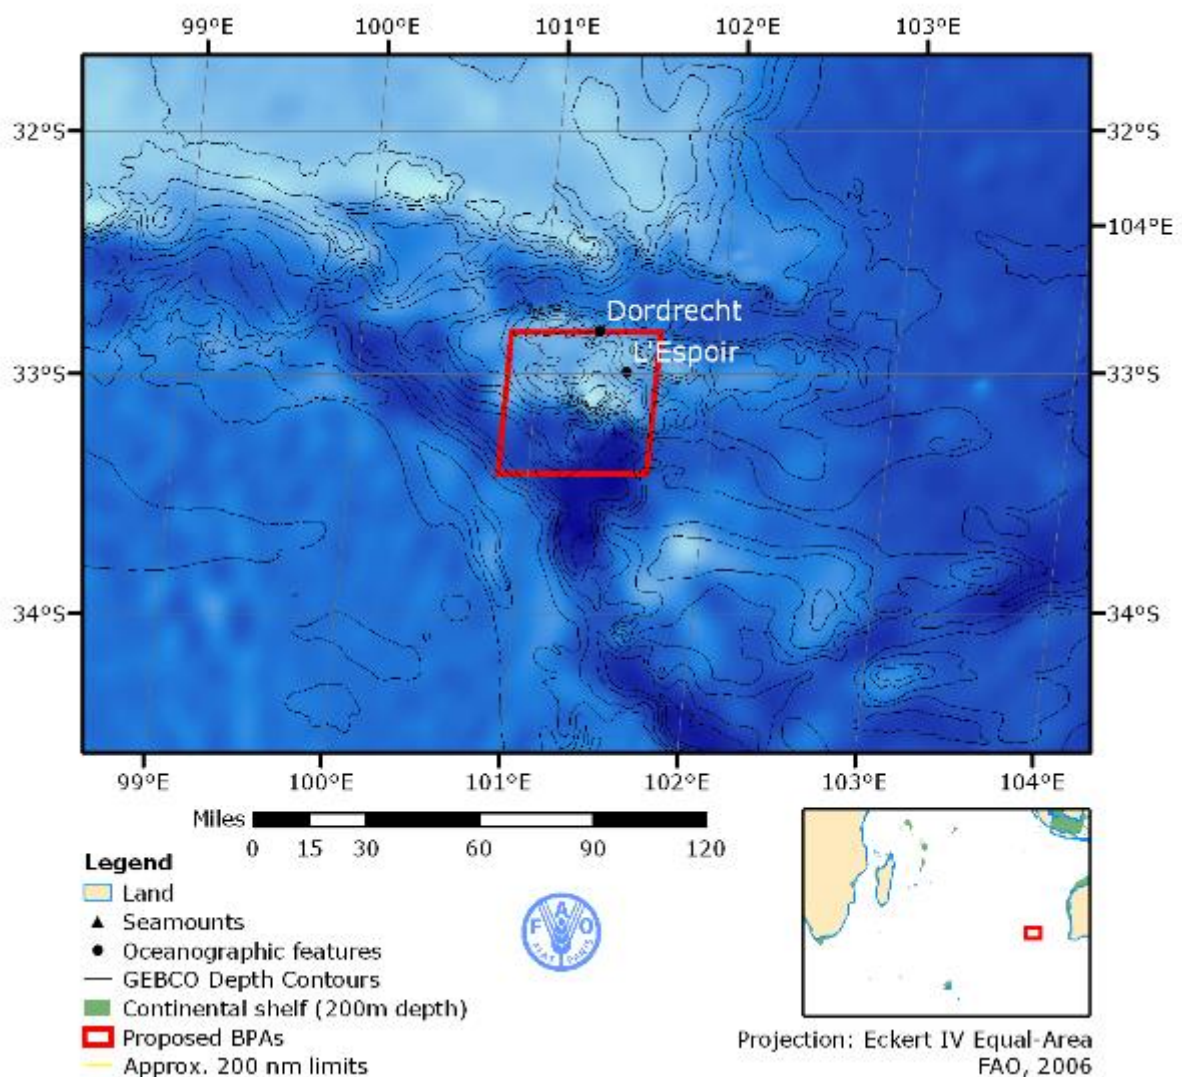 99°E 100°E 101°E 102°E 103°E
32°S 32°S
104°E
Dordrecht
L'Espoir
33°S 33°S
34°S 34°S
99°E 100°E 101°E 102°E 103°E 104°E
Miles
0 15 30 60 90 120
Legend
Land
Seamounts
Oceanographic features
GEBCO Depth Contours
Continental shelf (200m depth)
Proposed BPAs
Approx. 200 nm limits
F A O
FIAT PANIS
Projection: Eckert IV Equal-Area
FAO, 2006